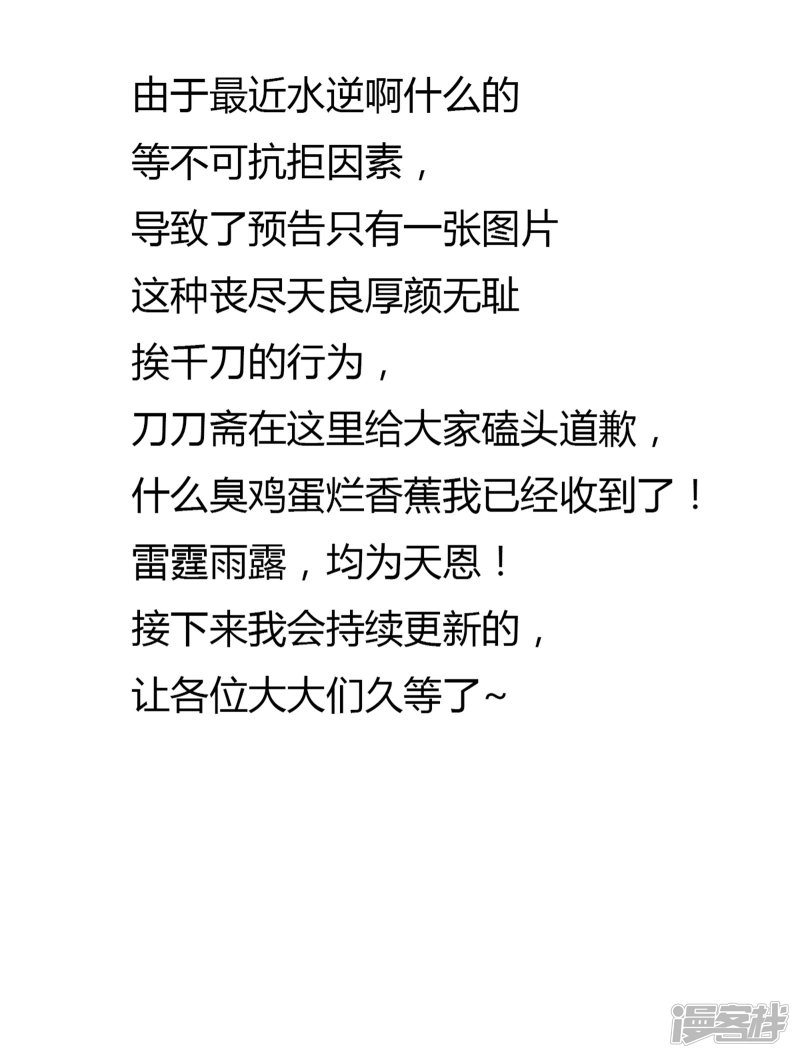 由于最近水逆啊什么的
等不可抗拒因素，
导致了预告只有一张图片
这种丧尽天良厚颜无耻
挨千刀的行为，
刀刀斋在这里给大家磕头道歉，
什么臭鸡蛋烂香蕉我已经收到了！
雷霆雨露，均为天恩！
接下来我会持续更新的，
让各位大大们久等了~
漫客栈